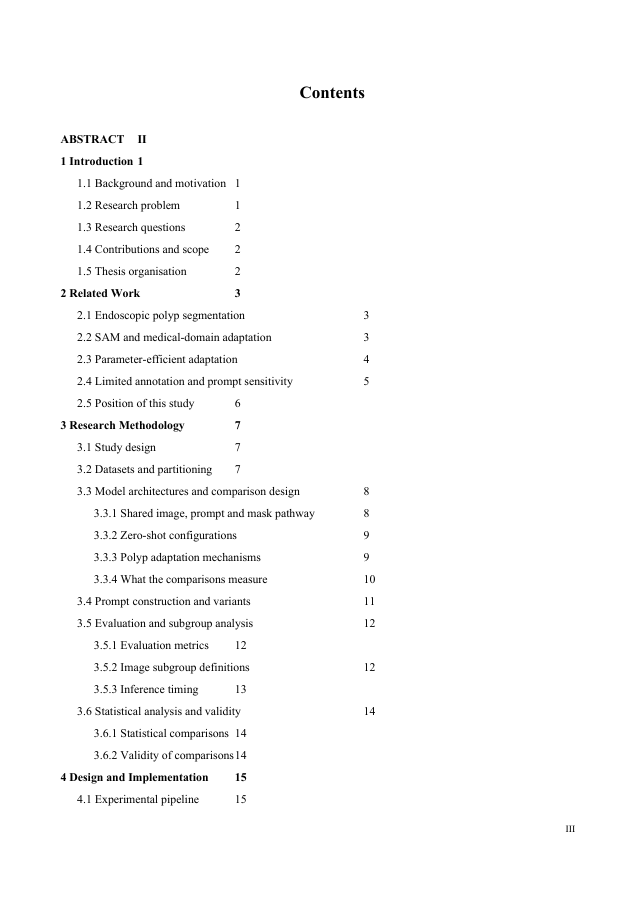 Contents
ABSTRACT II
1 Introduction 1
1.1 Background and motivation 1
1.2 Research problem 1
1.3 Research questions 2
1.4 Contributions and scope 2
1.5 Thesis organisation 2
2 Related Work 3
2.1 Endoscopic polyp segmentation 3
2.2 SAM and medical-domain adaptation 3
2.3 Parameter-efficient adaptation 4
2.4 Limited annotation and prompt sensitivity 5
2.5 Position of this study 6
3 Research Methodology 7
3.1 Study design 7
3.2 Datasets and partitioning 7
3.3 Model architectures and comparison design 8
3.3.1 Shared image, prompt and mask pathway 8
3.3.2 Zero-shot configurations 9
3.3.3 Polyp adaptation mechanisms 9
3.3.4 What the comparisons measure 10
3.4 Prompt construction and variants 11
3.5 Evaluation and subgroup analysis 12
3.5.1 Evaluation metrics 12
3.5.2 Image subgroup definitions 12
3.5.3 Inference timing 13
3.6 Statistical analysis and validity 14
3.6.1 Statistical comparisons 14
3.6.2 Validity of comparisons 14
4 Design and Implementation 15
4.1 Experimental pipeline 15
III